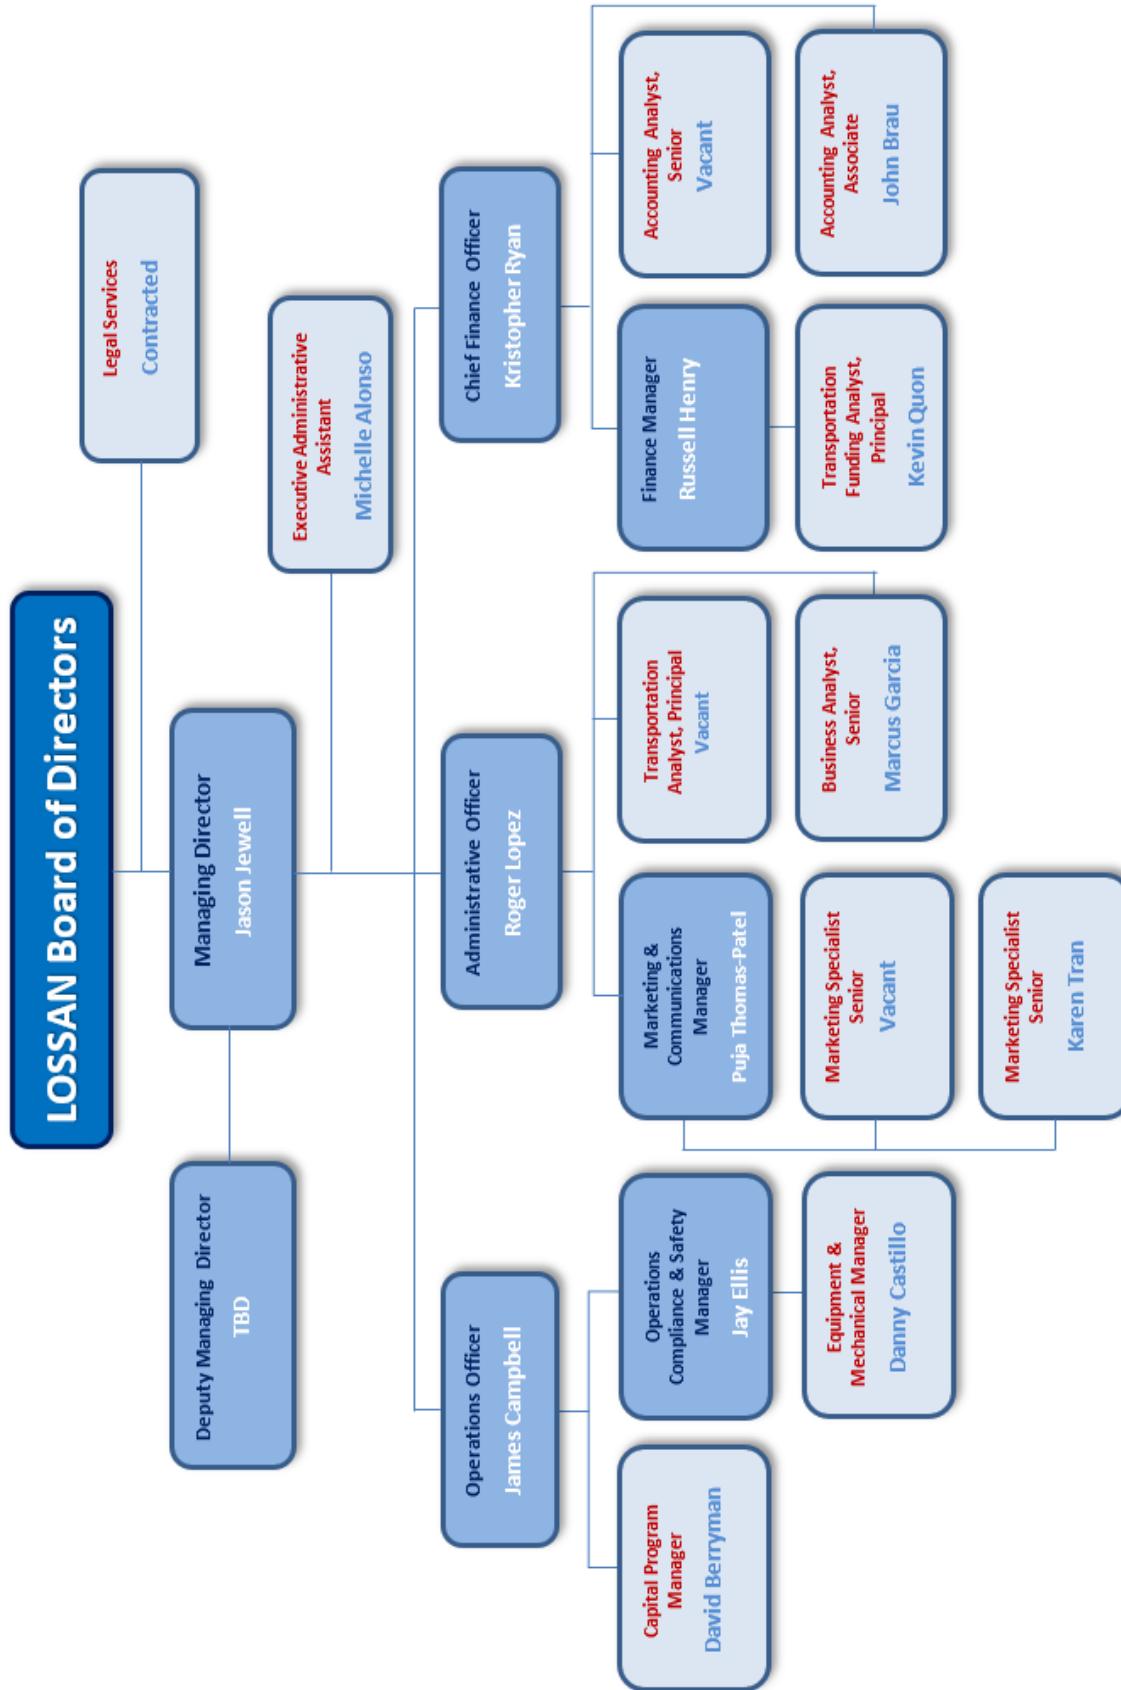 LOSSAN Board of Directors
Legal Services
Contracted
Deputy Managing Director
TBD
Managing Director
Jason Jewell
Executive Administrative
Assistant
Michelle Alonso
Operations Officer
James Campbell
Administrative Officer
Roger Lopez
Chief Finance Officer
Kristopher Ryan
Capital Program
Manager
David Berryman
Operations
Compliance & Safety
Manager
Jay Ellis
Marketing &
Communications
Manager
Puja Thomas-Patel
Transportation
Analyst, Principal
Vacant
Finance Manager
Russell Henry
Accounting Analyst,
Senior
Vacant
Equipment &
Mechanical Manager
Danny Castillo
Marketing Specialist
Senior
Vacant
Business Analyst,
Senior
Marcus Garcia
Transportation
Funding Analyst,
Principal
Kevin Quon
Accounting Analyst,
Associate
John Brau
Marketing Specialist
Senior
Karen Tran